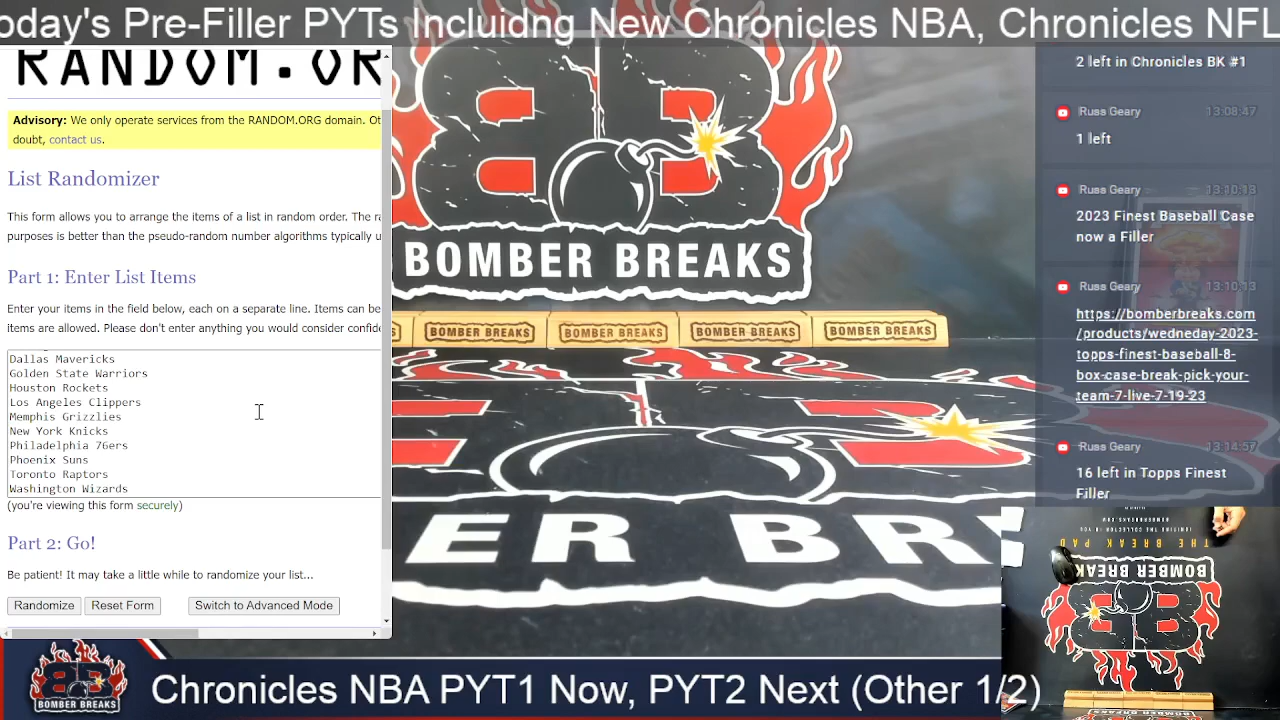 oday's Pre-Filler PYTs Incluidng New Chronicles NBA, Chronicles NFL
RANDOM.OR
Advisory: We only operate services from the RANDOM.ORG domain. Ot
doubt, contact us.
List Randomizer
This form allows you to arrange the items of a list in random order. The ra
purposes is better than the pseudo-random number algorithms typically u
Part 1: Enter List Items
Enter your items in the field below, each on a separate line. Items can be
items are allowed. Please don't enter anything you would consider confide
Dallas Mavericks
Golden State Warriors
Houston Rockets
Los Angeles Clippers
Memphis Grizzlies
New York Knicks
Philadelphia 76ers
Phoenix Suns
Toronto Raptors
Washington Wizards
(you're viewing this form securely)
Part 2: Go!
Be patient! It may take a little while to randomize your list...
Randomize
Reset Form
Switch to Advanced Mode
BB
BOMBER BREAKS
BOMBER BREAKS
BOMBER BREAKS
BOMBER BREAKS
BOMBER BREAKS
ER BR
2 left in Chronicles BK #1
Russ Geary 13:08:47
1 left
Russ Geary 13:10:13
2023 Finest Baseball Case
now a Filler
Russ Geary 13:10:13
https://bomberbreaks.com
/products/wedneday-2023-
topps-finest-baseball-8-
box-case-break-pick-your-
team-7-live-7-19-23
Russ Geary 13:14:57
16 left in Topps Finest
Filler
THE BREAK PAD
BOMBER BREAK
BB
BB
BOMBER BREAKS
Chronicles NBA PYT1 Now, PYT2 Next (Other 1/2)